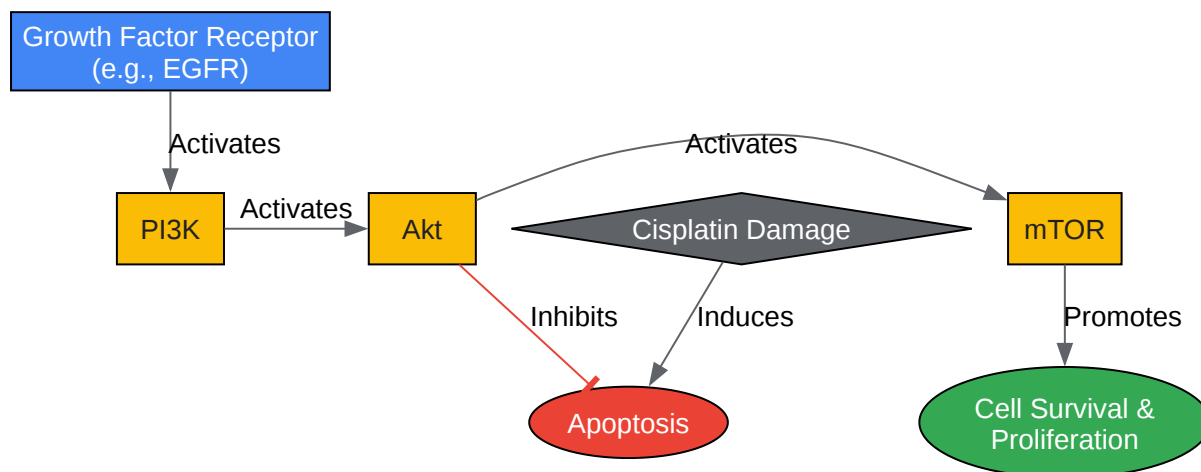 Growth Factor Receptor
(e.g., EGFR)
Activates
Activates
PI3K
Activates
Akt
Cisplatin Damage
mTOR
Inhibits
Induces
Promotes
Apoptosis
Cell Survival &
Proliferation